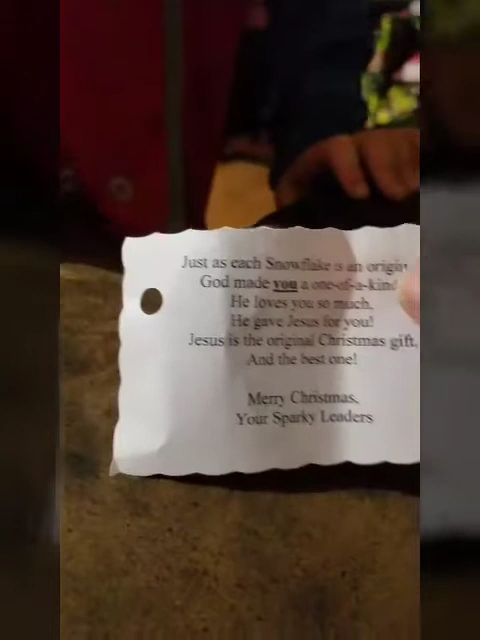 Just as each Snowflake is an origin
God made you a one-of-a-kind
He loves you so much,
He gave Jesus for you!
Jesus is the original Christmas gift,
And the best one!
Merry Christmas,
Your Sparky Leaders